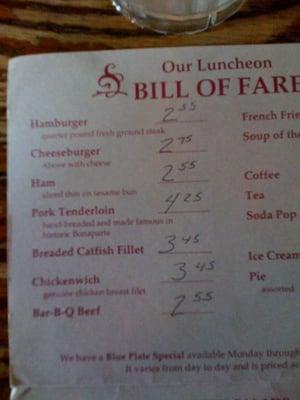 Our Luncheon
BILL OF FARE
Hamburger 2 55 French Frie
quarter pound fresh ground steak
Cheeseburger 2 75 Soup of the
Above with cheese
Ham 2 55 Coffee
sliced thin on sesame bun
Pork Tenderloin 4 25 Tea
hand-breaded and made famous in Soup Pop
historic Bonaparte
Breaded Catfish Fillet 3 45 Ice Cream
Chickenwich 3 45 Pie
genuine chicken breast filet assorted
Bar-B-Q Beef 2 55
We have a Blue Plate Special available Monday through
It varies from day to day and is priced